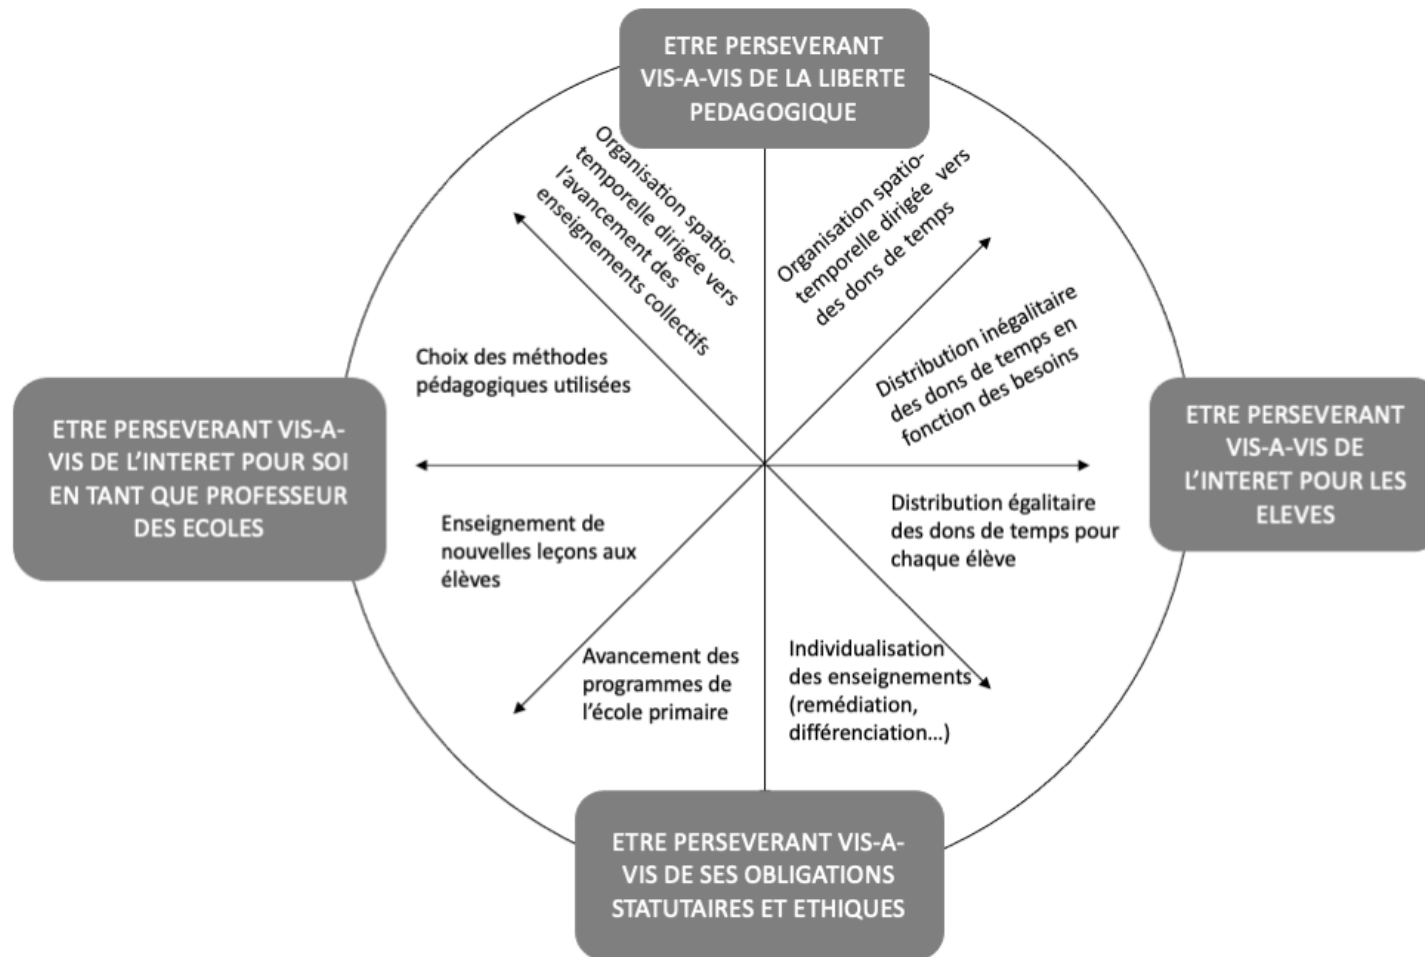 ETRE PERSEVERANT
VIS-A-VIS DE LA LIBERTE
PEDAGOGIQUE
Organisation spatio-
temporelle dirigée vers
l’avancement des
enseignements collectifs
Organisation spatio-
temporelle dirigée  vers
des dons de temps
Choix des méthodes
pédagogiques utilisées
Distribution inégalitaire
des dons de temps en
fonction des besoins
ETRE PERSEVERANT VIS-A-
VIS DE L’INTERET POUR SOI
EN TANT QUE PROFESSEUR
DES ECOLES
ETRE PERSEVERANT
VIS-A-VIS DE
L’INTERET POUR LES
ELEVES
Enseignement de
nouvelles leçons aux
élèves
Distribution égalitaire
des dons de temps pour
chaque élève
Avancement des
programmes de
l’école primaire
Individualisation
des enseignements
(remédiation,
différenciation…)
ETRE PERSEVERANT VIS-A-
VIS DE SES OBLIGATIONS
STATUTAIRES ET ETHIQUES